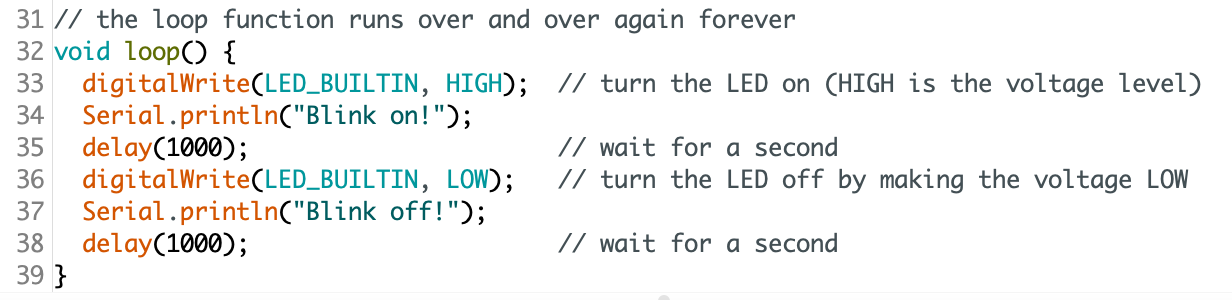 31 // the loop function runs over and over again forever
32 void loop() {
33   digitalWrite(LED_BUILTIN, HIGH);  // turn the LED on (HIGH is the voltage level)
34   Serial.println("Blink on!");
35   delay(1000);                      // wait for a second
36   digitalWrite(LED_BUILTIN, LOW);   // turn the LED off by making the voltage LOW
37   Serial.println("Blink off!");
38   delay(1000);                      // wait for a second
39 }